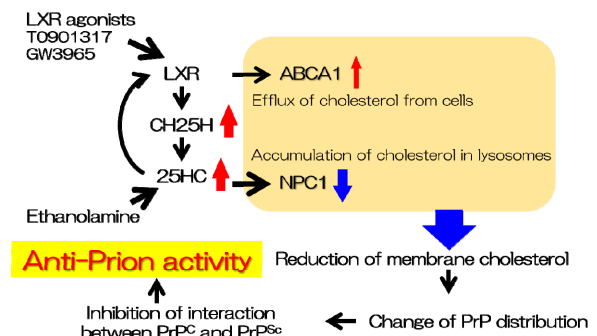 LXR agonists
T0901317
GW3965
LXR
ABCA1
Efflux of cholesterol from cells
CH25H
Accumulation of cholesterol in lysosomes
25HC
NPC1
Ethanolamine
Anti-Prion activity
Reduction of membrane cholesterol
Inhibition of interaction
between PrPC and PrPSc
Change of PrP distribution